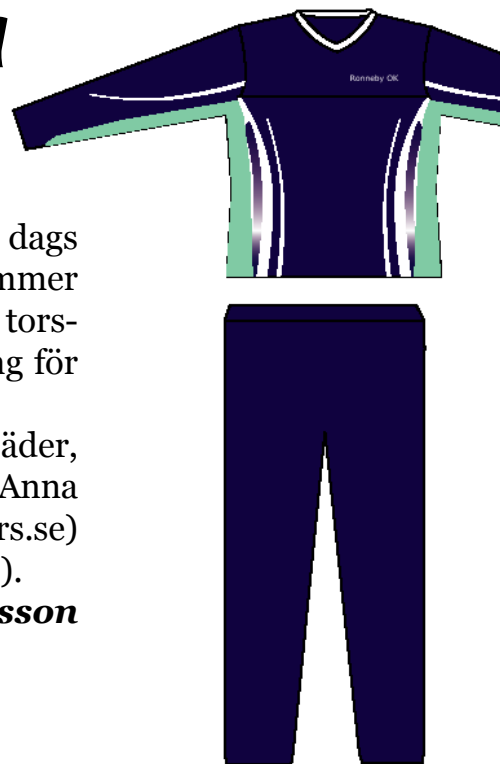 Ronneby OK
dags
mmer
tors-
ng för
äder,
Anna
rs.se)
).
sson